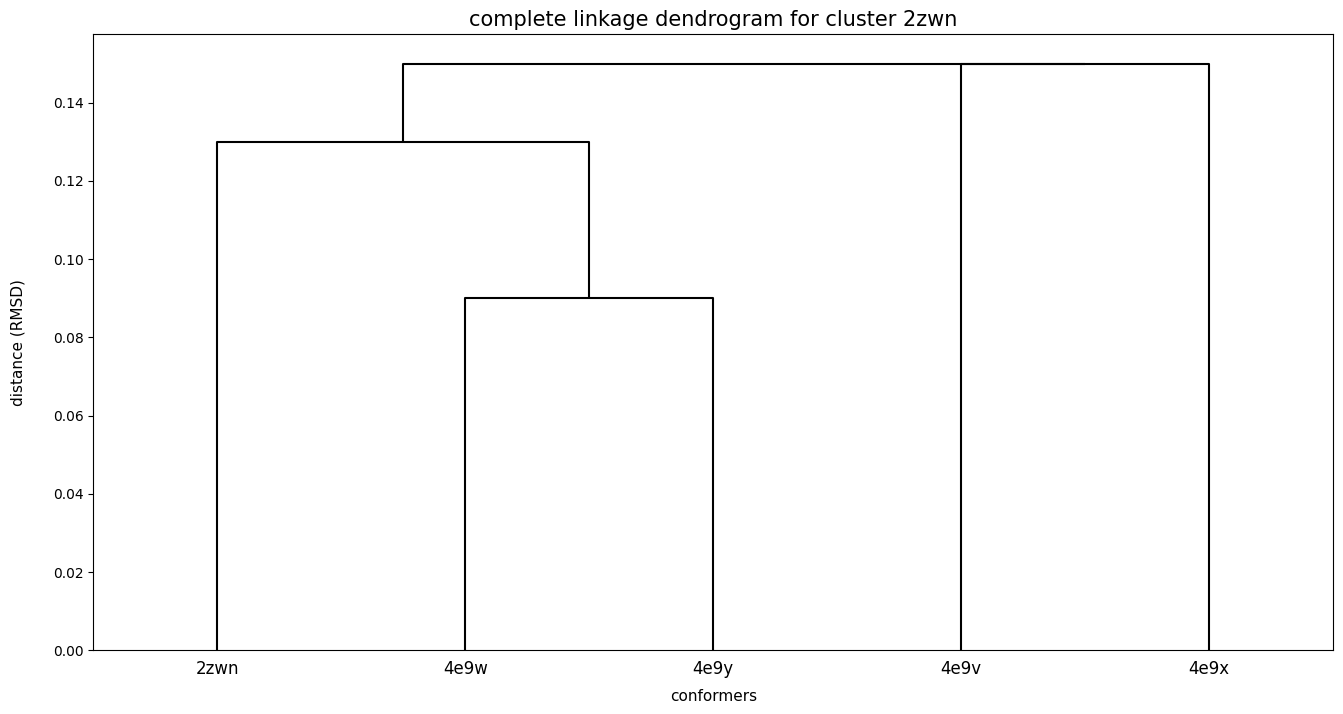 complete linkage dendrogram for cluster 2zwn
0.14
0.12
0.10
0.08
0.06
0.04
0.02
0.00
distance (RMSD)
2zwn 4e9w 4e9y 4e9v 4e9x
conformers